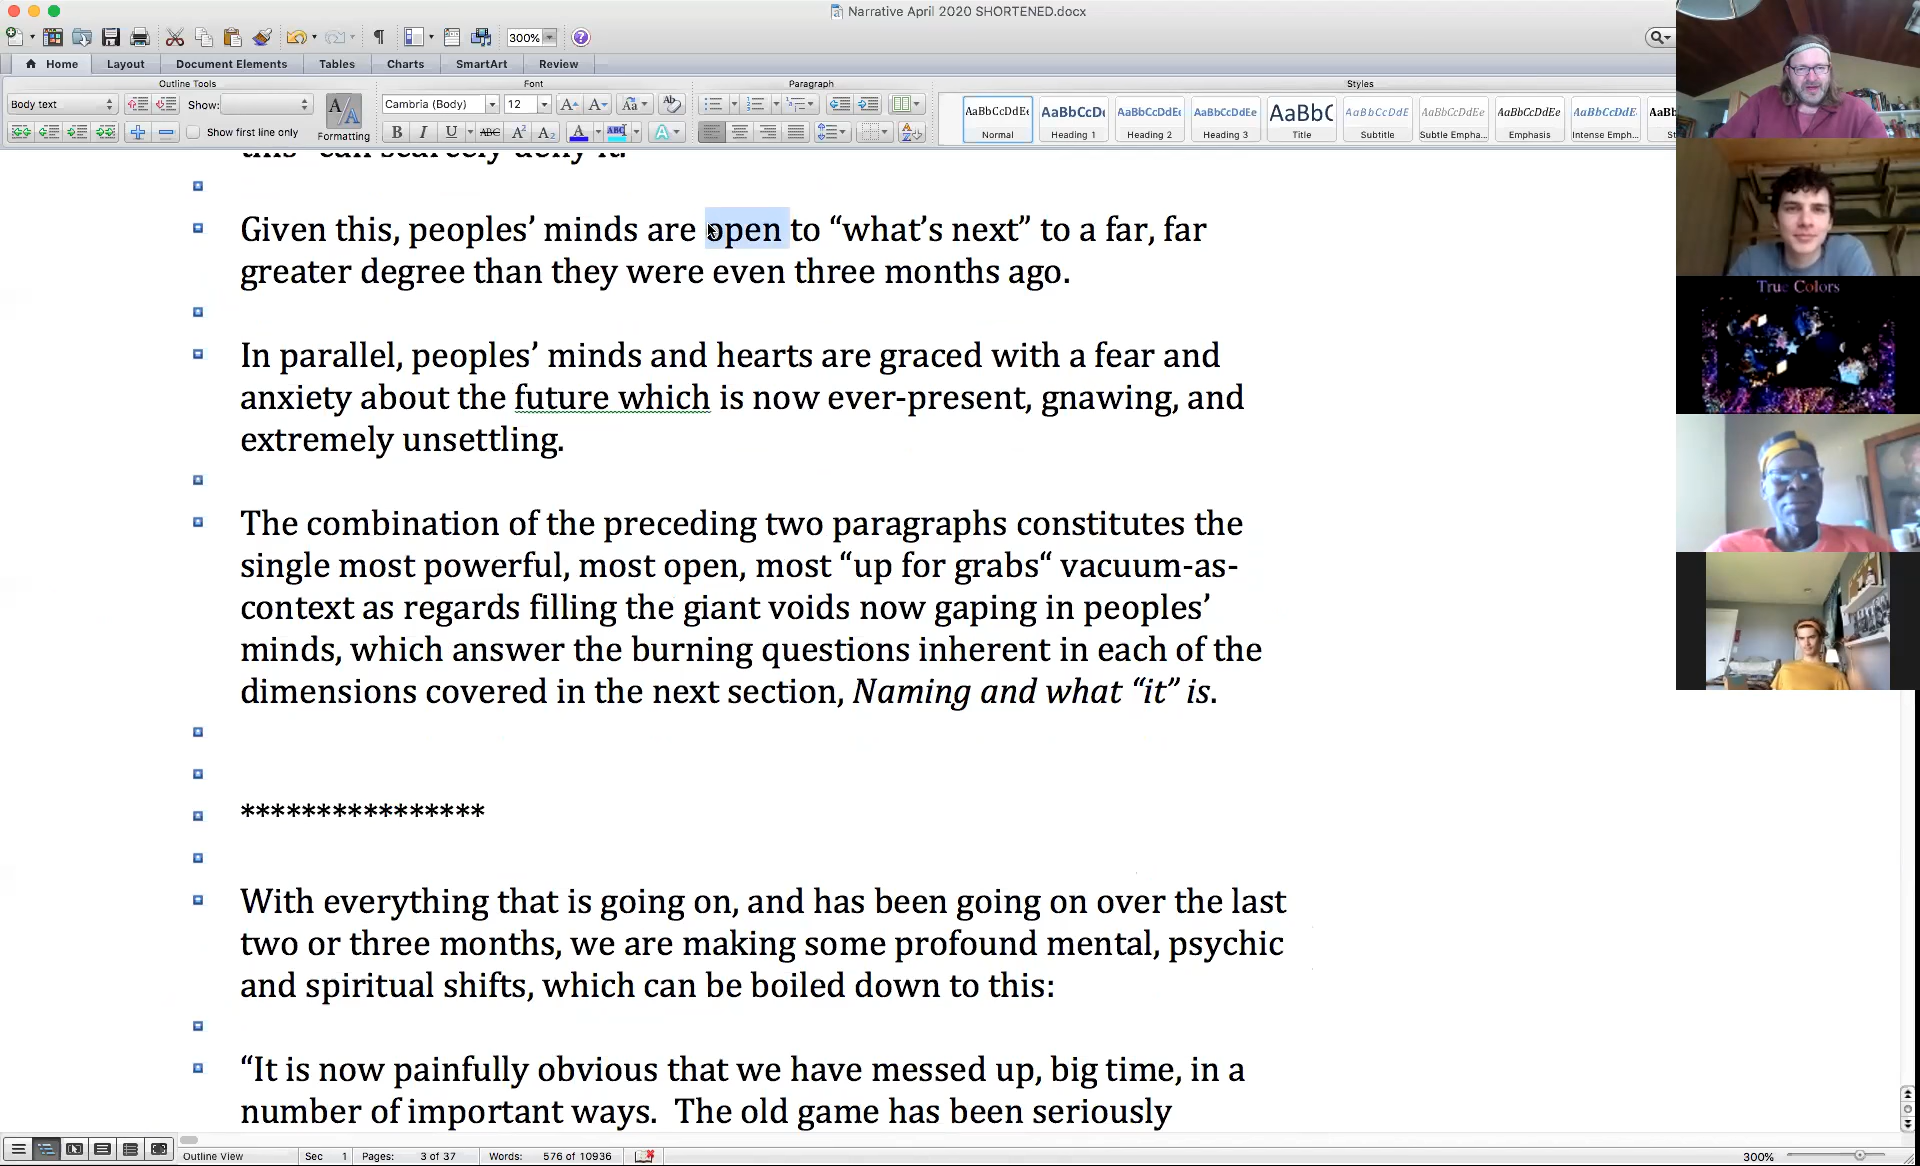 Narrative April 2020 SHORTENED.docx
300%
Home Layout Document Elements Tables Charts SmartArt Review
Outline Tools Font Paragraph Styles
Body text Show: Formatting Cambria (Body) 12
Show first line only
AaBbCcDdEe Normal
AaBbCcDc Heading 1
AaBbCcDdEe Heading 2
AaBbCcDdEe Heading 3
AaBbC Title
AaBbCcDdE Subtitle
AaBbCcDdEe Subtle Empha...
AaBbCcDdEe Emphasis
AaBbCcDdE Intense Emph...
True Colors
this” can scarcely deny it.
Given this, peoples’ minds are open to “what’s next” to a far, far
greater degree than they were even three months ago.
In parallel, peoples’ minds and hearts are graced with a fear and
anxiety about the future which is now ever-present, gnawing, and
extremely unsettling.
The combination of the preceding two paragraphs constitutes the
single most powerful, most open, most “up for grabs“ vacuum-as-
context as regards filling the giant voids now gaping in peoples’
minds, which answer the burning questions inherent in each of the
dimensions covered in the next section, Naming and what “it” is.
****************
With everything that is going on, and has been going on over the last
two or three months, we are making some profound mental, psychic
and spiritual shifts, which can be boiled down to this:
“It is now painfully obvious that we have messed up, big time, in a
number of important ways.  The old game has been seriously
Outline View Sec 1 Pages: 3 of 37 Words: 576 of 10936 300%